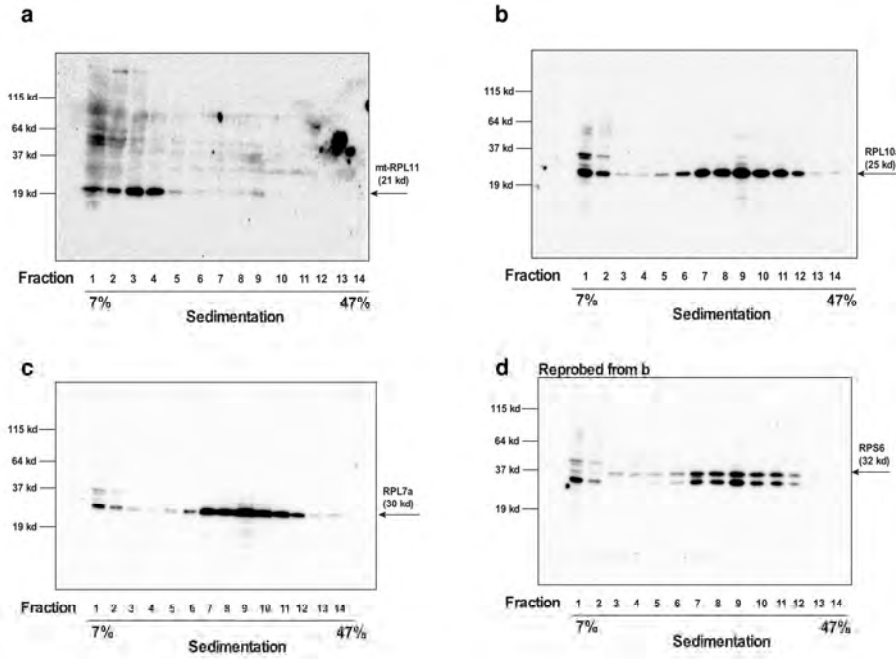 a
115 kd
64 kd
37 kd
19 kd
mt-RPL11
(21 kd)
Fraction 1 2 3 4 5 6 7 8 9 10 11 12 13 14
7% 47%
Sedimentation
b
115 kd
64 kd
37 kd
19 kd
RPL10
(25 kd)
Fraction 1 2 3 4 5 6 7 8 9 10 11 12 13 14
7% 47%
Sedimentation
c
115 kd
64 kd
37 kd
19 kd
RPL7a
(30 kd)
Fraction 1 2 3 4 5 6 7 8 9 10 11 12 13 14
7% 47%
Sedimentation
d
Reprobed from b
115 kd
64 kd
37 kd
19 kd
RPS6
(32 kd)
Fraction 1 2 3 4 5 6 7 8 9 10 11 12 13 14
7% 47%
Sedimentation